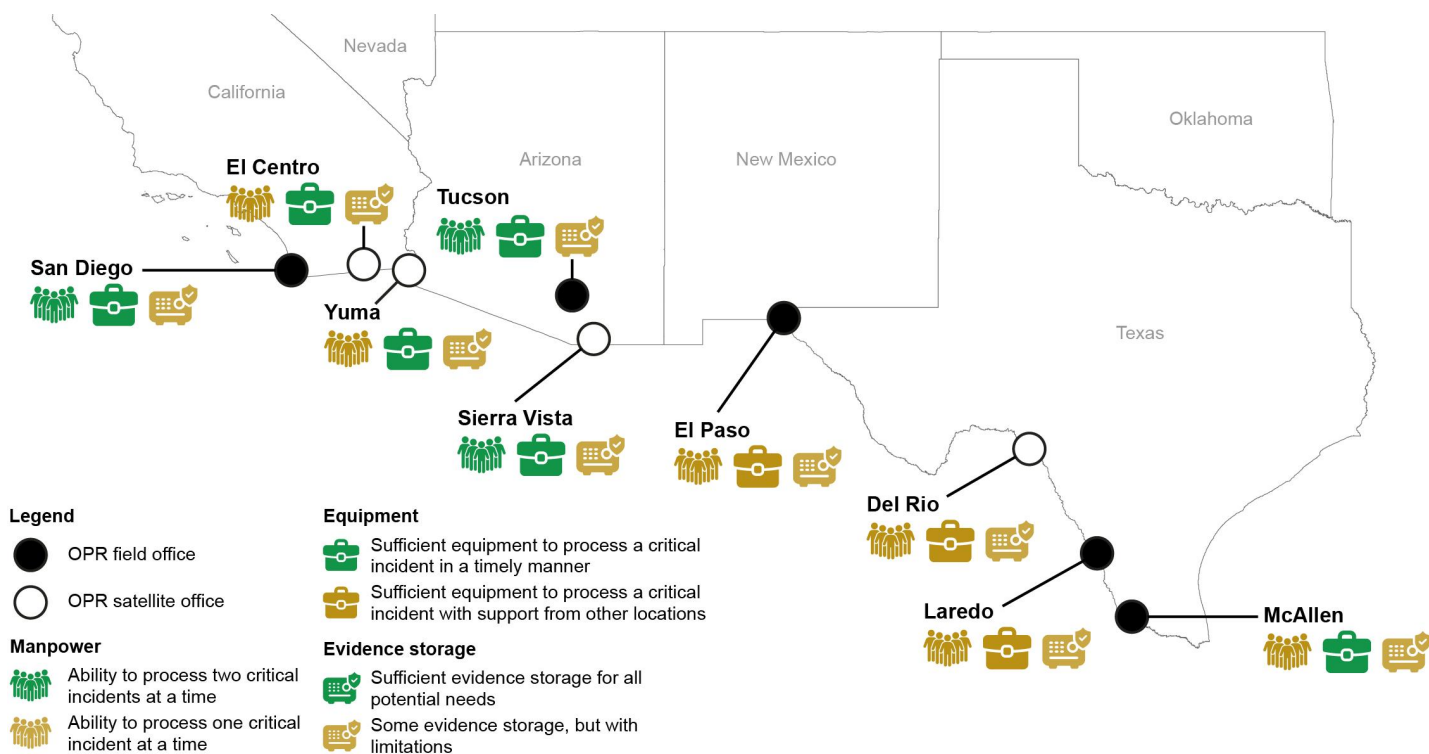 Nevada
California
Oklahoma
Arizona
New Mexico
El Centro
Tucson
San Diego
Yuma
Texas
Sierra Vista
El Paso
Del Rio
Laredo
McAllen
Legend
OPR field office
OPR satellite office
Manpower
Ability to process two critical
incidents at a time
Ability to process one critical
incident at a time
Equipment
Sufficient equipment to process a critical
incident in a timely manner
Sufficient equipment to process a critical
incident with support from other locations
Evidence storage
Sufficient evidence storage for all
potential needs
Some evidence storage, but with
limitations